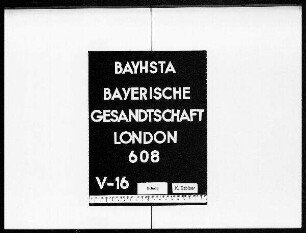 BAYHSTA
BAYERISCHE
GESANDTSCHAFT
LONDON
608
V-16